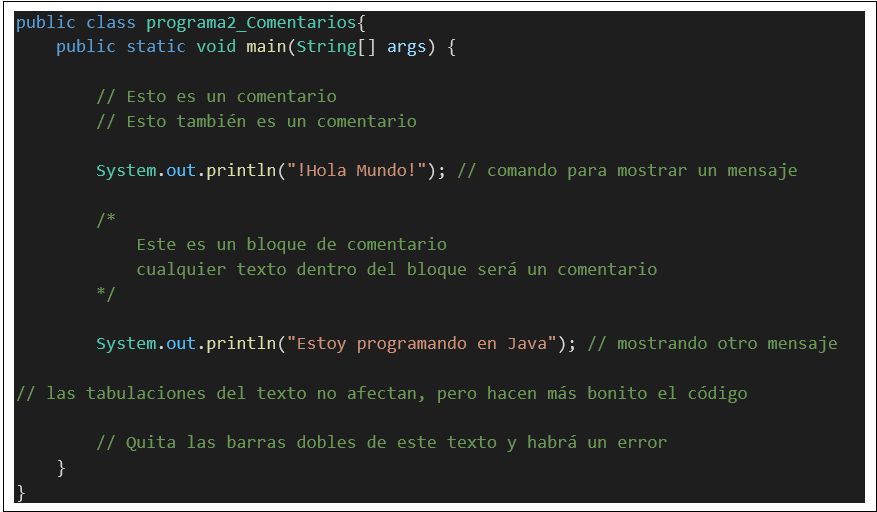 public class programa2_Comentarios{
    public static void main(String[] args) {
        // Esto es un comentario
        // Esto también es un comentario
        System.out.println("!Hola Mundo!"); // comando para mostrar un mensaje
        /*
            Este es un bloque de comentario
            cualquier texto dentro del bloque será un comentario
        */
        System.out.println("Estoy programando en Java"); // mostrando otro mensaje
// las tabulaciones del texto no afectan, pero hacen más bonito el código
        // Quita las barras dobles de este texto y habrá un error
    }
}